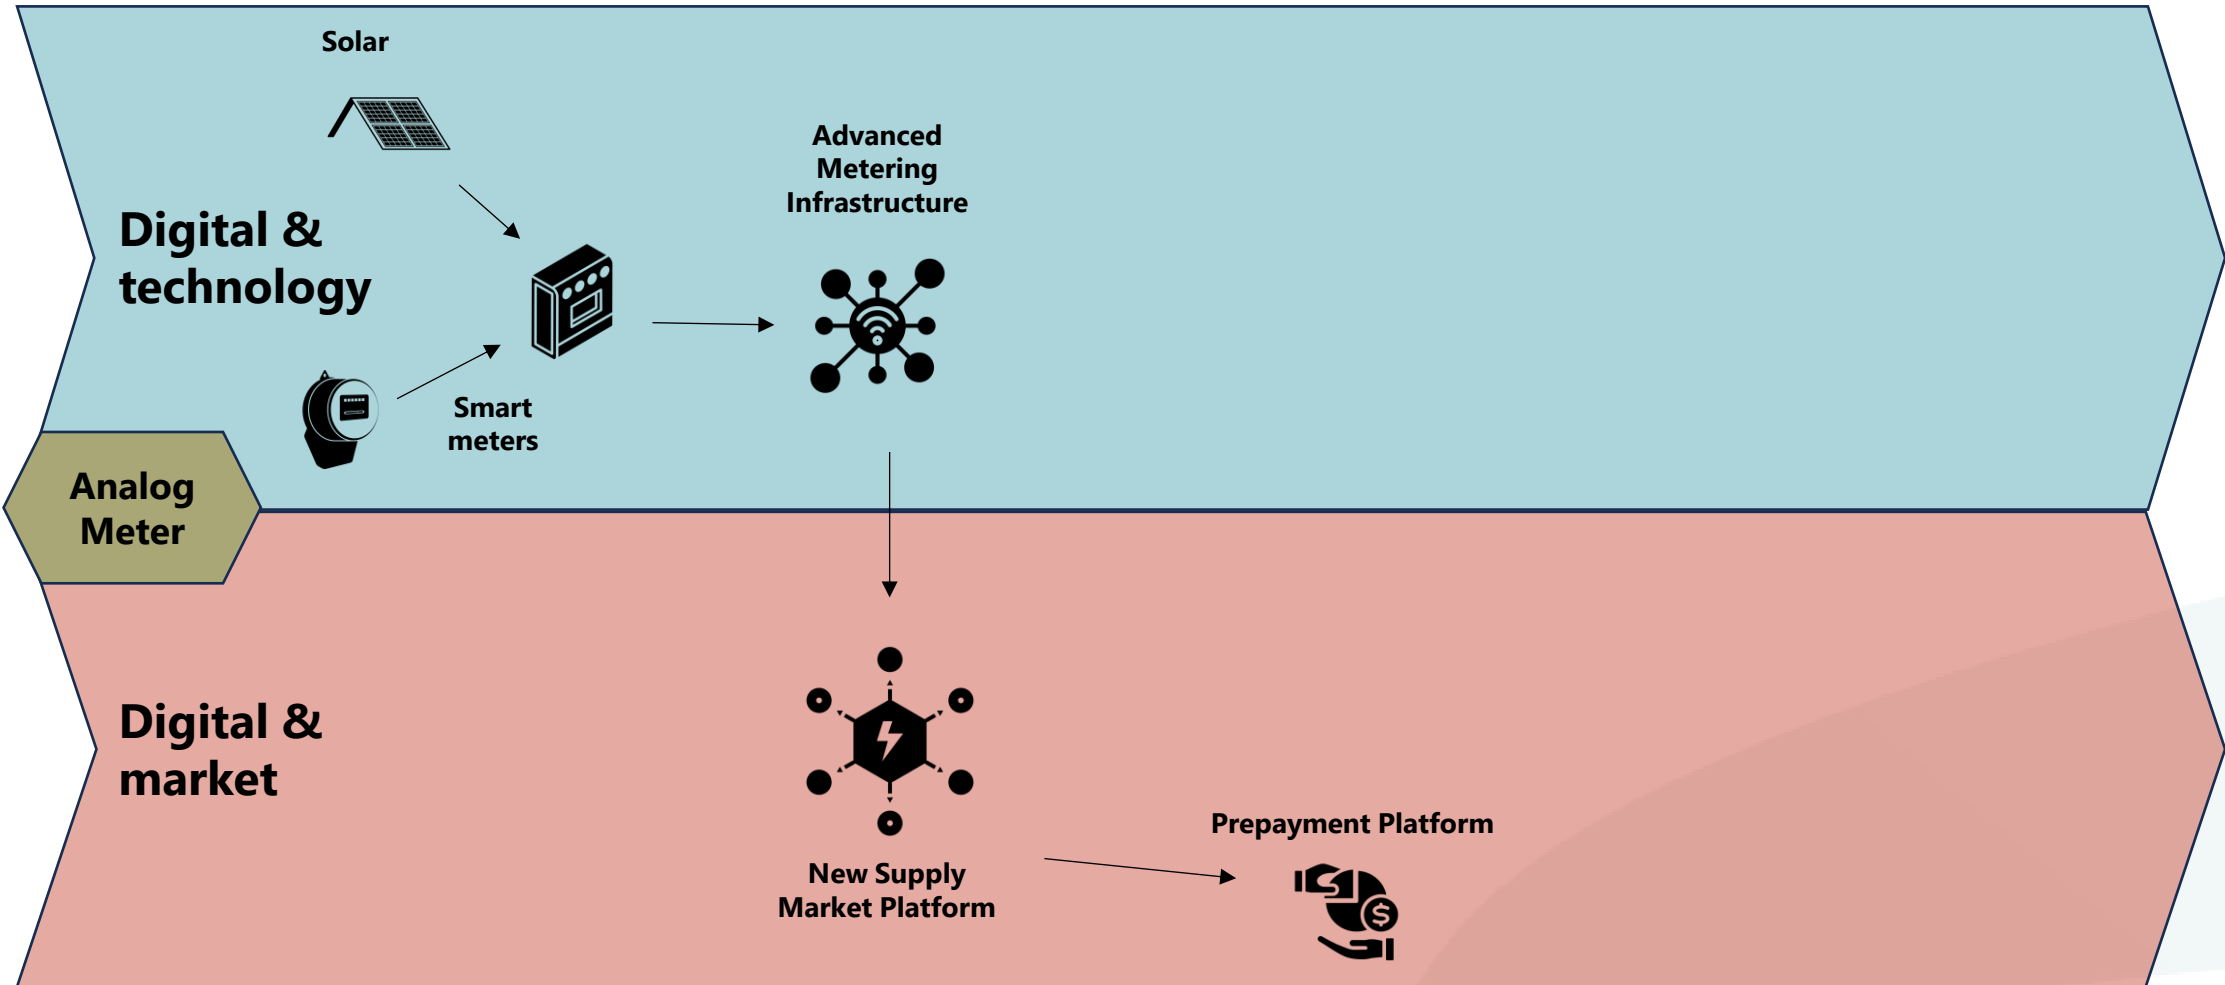 Solar
Advanced
Metering
Infrastructure
Digital &
technology
Smart
meters
Analog
Meter
Digital &
market
New Supply
Market Platform
Prepayment Platform
$